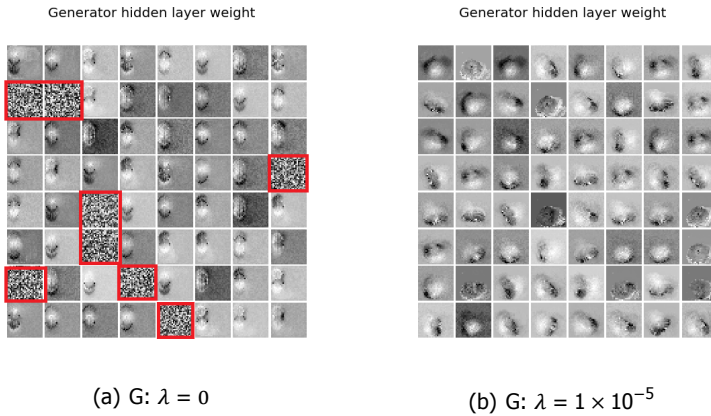 Generator hidden layer weight
Generator hidden layer weight
(a) G: λ = 0
(b) G: λ = 1 × 10⁻⁵